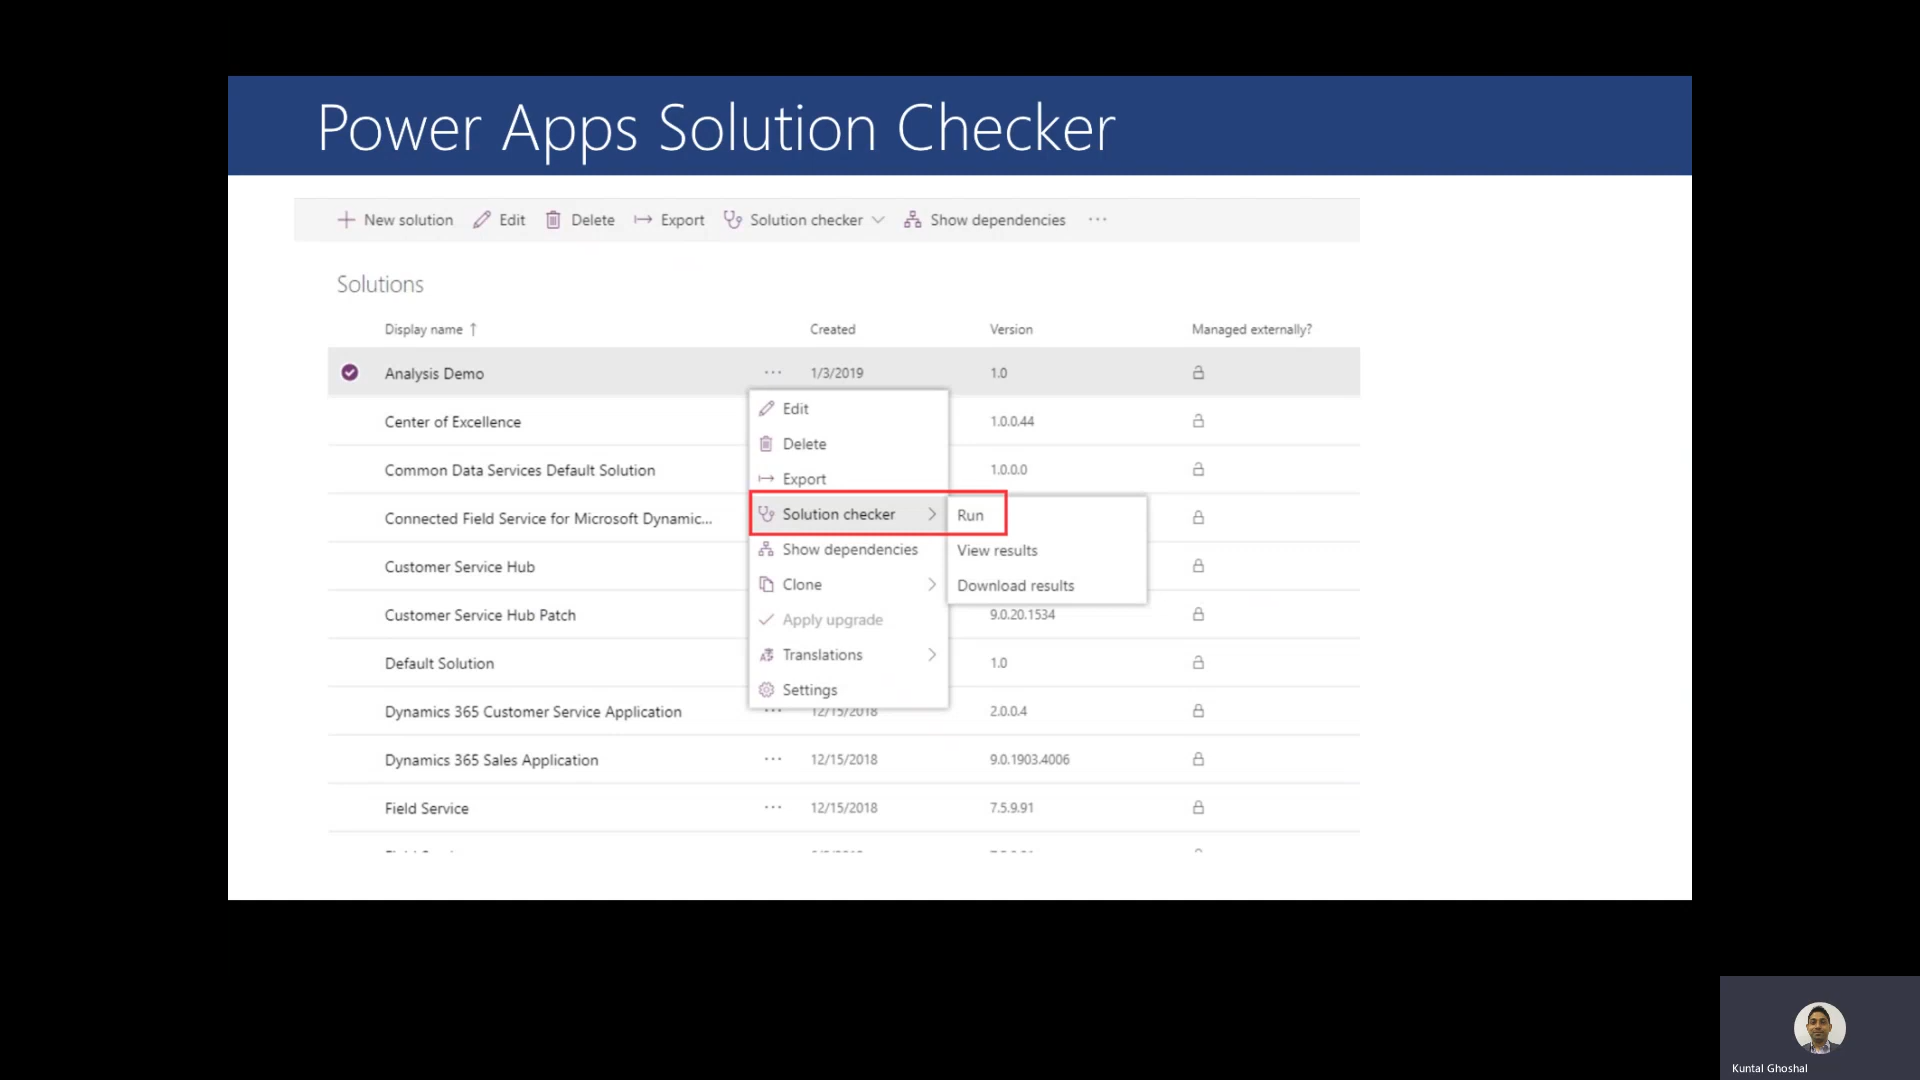 Power Apps Solution Checker
New solution Edit Delete Export Solution checker Show dependencies ...
Solutions
Display name ↑ Created Version Managed externally?
Analysis Demo ... 1/3/2019 1.0
Edit
Center of Excellence 1.0.0.44
Delete
Common Data Services Default Solution 1.0.0.0
Export
Connected Field Service for Microsoft Dynamic... Solution checker Run
Show dependencies View results
Customer Service Hub
Clone Download results
Customer Service Hub Patch Apply upgrade 9.0.20.1534
Translations
Default Solution 1.0
Settings
Dynamics 365 Customer Service Application ... 12/15/2018 2.0.0.4
Dynamics 365 Sales Application ... 12/15/2018 9.0.1903.4006
Field Service ... 12/15/2018 7.5.9.91
Kuntal Ghoshal